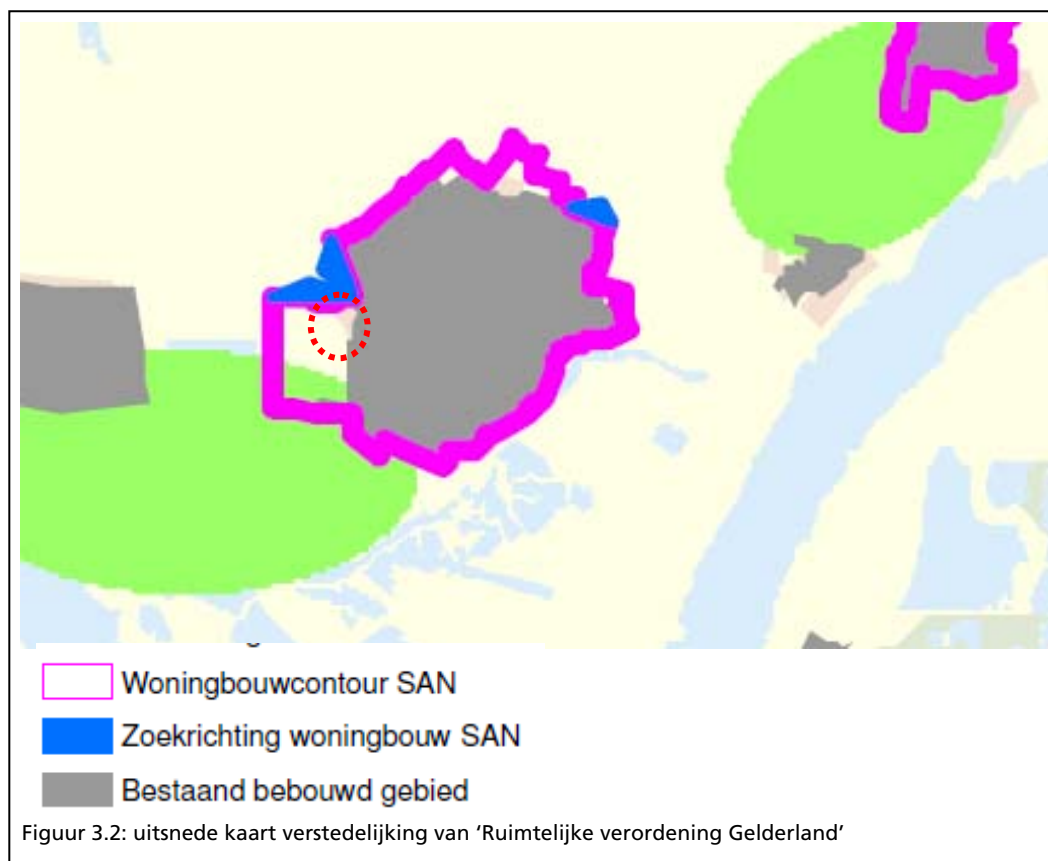 Woningbouwcontour SAN
Zoekrichting woningbouw SAN
Bestaand bebouwd gebied
Figuur 3.2: uitsnede kaart verstedelijking van ‘Ruimtelijke verordening Gelderland’